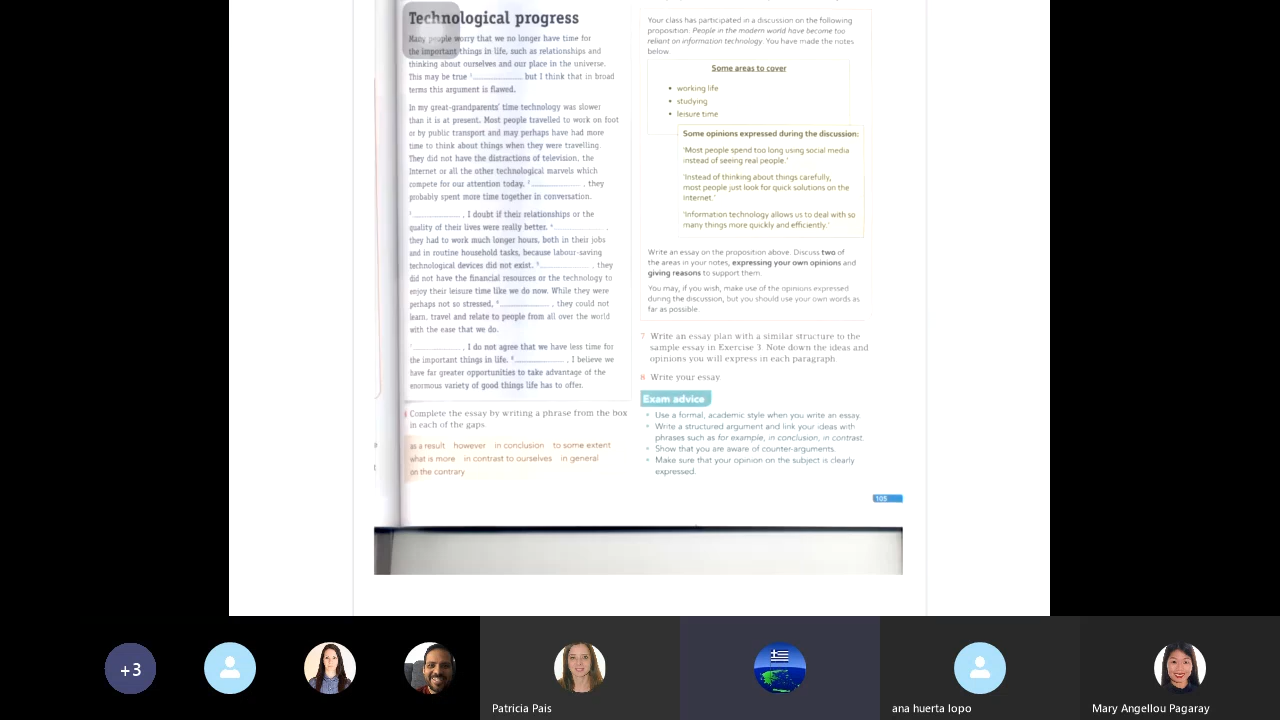 Technological progress
Many people worry that we no longer have time for
the important things in life, such as relationships and
thinking about ourselves and our place in the universe.
This may be true 1 ____________ but I think that in broad
terms this argument is flawed.
In my great-grandparents' time technology was slower
than it is at present. Most people travelled to work on foot
or by public transport and may perhaps have had more
time to think about things when they were travelling.
They did not have the distractions of television, the
Internet or all the other technological marvels which
compete for our attention today. 2 ____________ , they
probably spent more time together in conversation.
3 ____________ , I doubt if their relationships or the
quality of their lives were really better. 4 ____________ ,
they had to work much longer hours, both in their jobs
and in routine household tasks, because labour-saving
technological devices did not exist. 5 ____________ , they
did not have the financial resources or the technology to
enjoy their leisure time like we do now. While they were
perhaps not so stressed, 6 ____________ , they could not
learn, travel and relate to people from all over the world
with the ease that we do.
7 ____________ , I do not agree that we have less time for
the important things in life. 8 ____________ , I believe we
have far greater opportunities to take advantage of the
enormous variety of good things life has to offer.
Complete the essay by writing a phrase from the box
in each of the gaps
as a result however in conclusion to some extent
what is more in contrast to ourselves in general
on the contrary
Your class has participated in a discussion on the following
proposition. People in the modern world have become too
reliant on information technology. You have made the notes
below.
Some areas to cover
• working life
• studying
• leisure time
Some opinions expressed during the discussion:
'Most people spend too long using social media
instead of seeing real people.'
'Instead of thinking about things carefully,
most people just look for quick solutions on the
internet.'
'Information technology allows us to deal with so
many things more quickly and efficiently.'
Write an essay on the proposition above. Discuss two of
the areas in your notes, expressing your own opinions and
giving reasons to support them.
You may, if you wish, make use of the opinions expressed
during the discussion, but you should use your own words as
far as possible.
7 Write an essay plan with a similar structure to the
sample essay in Exercise 3. Note down the ideas and
opinions you will express in each paragraph.
8 Write your essay.
Exam advice
• Use a formal, academic style when you write an essay.
• Write a structured argument and link your ideas with
phrases such as for example, in conclusion, in contrast.
• Show that you are aware of counter-arguments.
• Make sure that your opinion on the subject is clearly
expressed.
105
+3
Patricia Pais
ana huerta lopo
Mary Angellou Pagaray